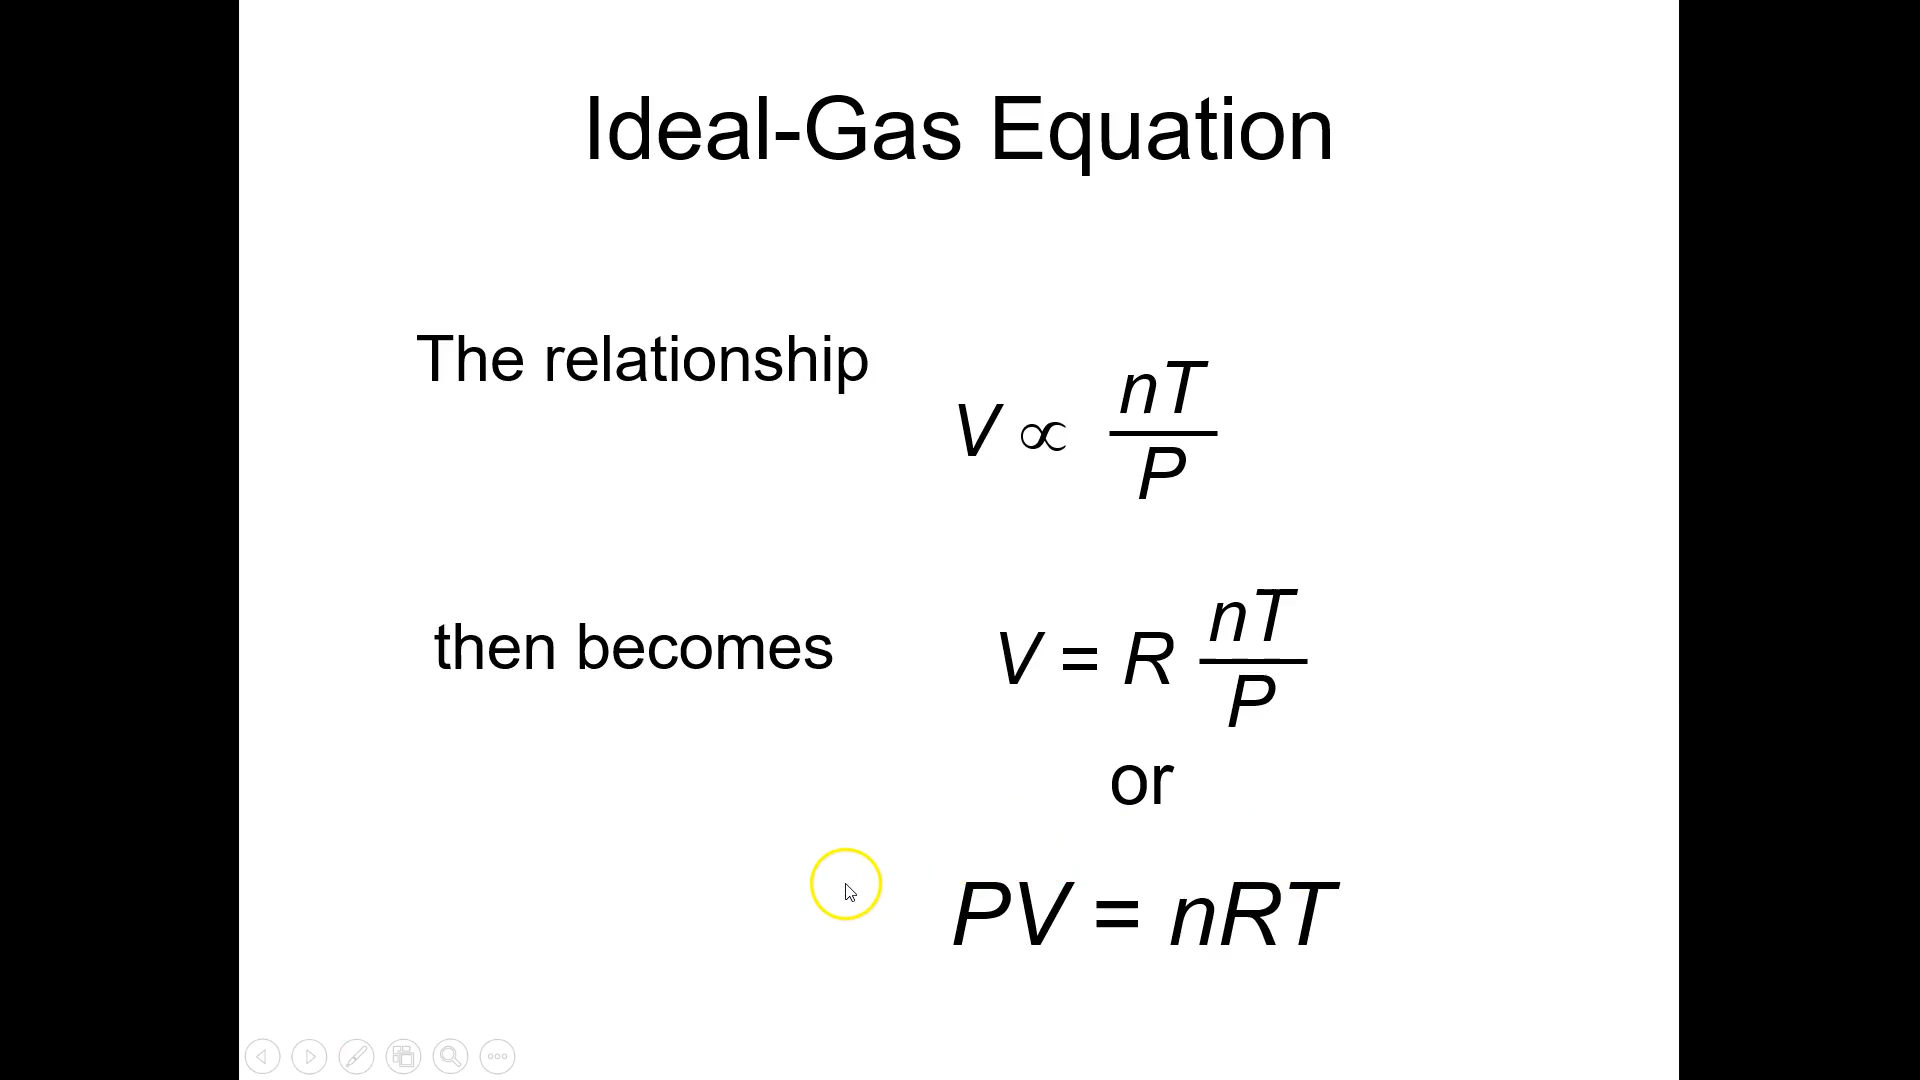 Ideal-Gas Equation
The relationship
V ∝ nT/P
then becomes
V = R nT/P
or
PV = nRT